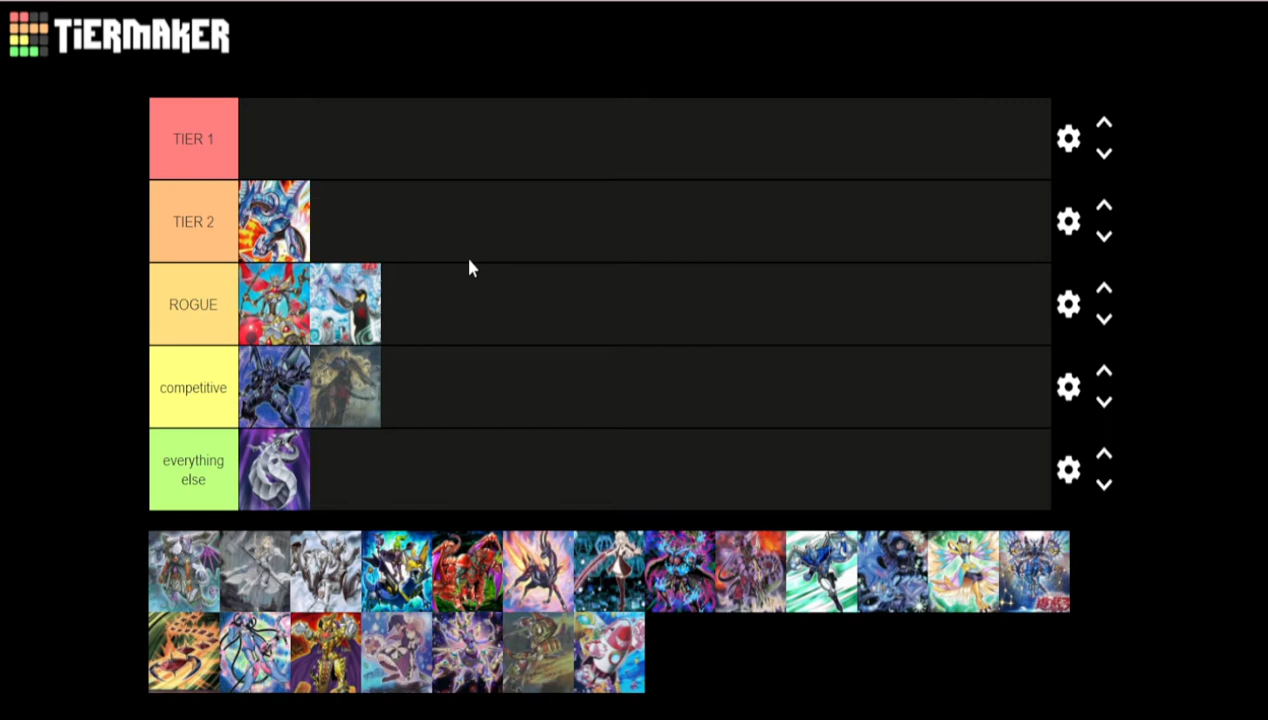 TiERMAKER
TIER 1
TIER 2
ROGUE
competitive
everything
else